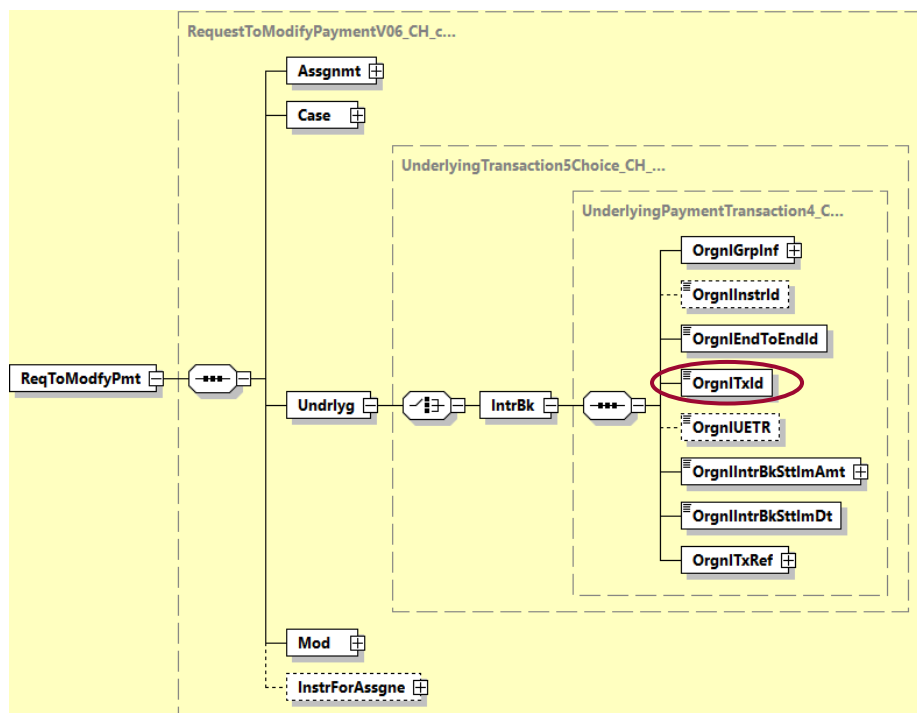 RequestToModifyPaymentV06_CH_c...
Assgnmt
Case
UnderlyingTransaction5Choice_CH_...
UnderlyingPaymentTransaction4_C...
OrgnlGrpInf
OrgnlInstrId
OrgnlEndToEndId
ReqToModfyPmt
OrgnlTxId
Undrlyg
IntrBk
OrgnlUETR
OrgnlIntrBkSttlmAmt
OrgnlIntrBkSttlmDt
OrgnlTxRef
Mod
InstrForAssgne